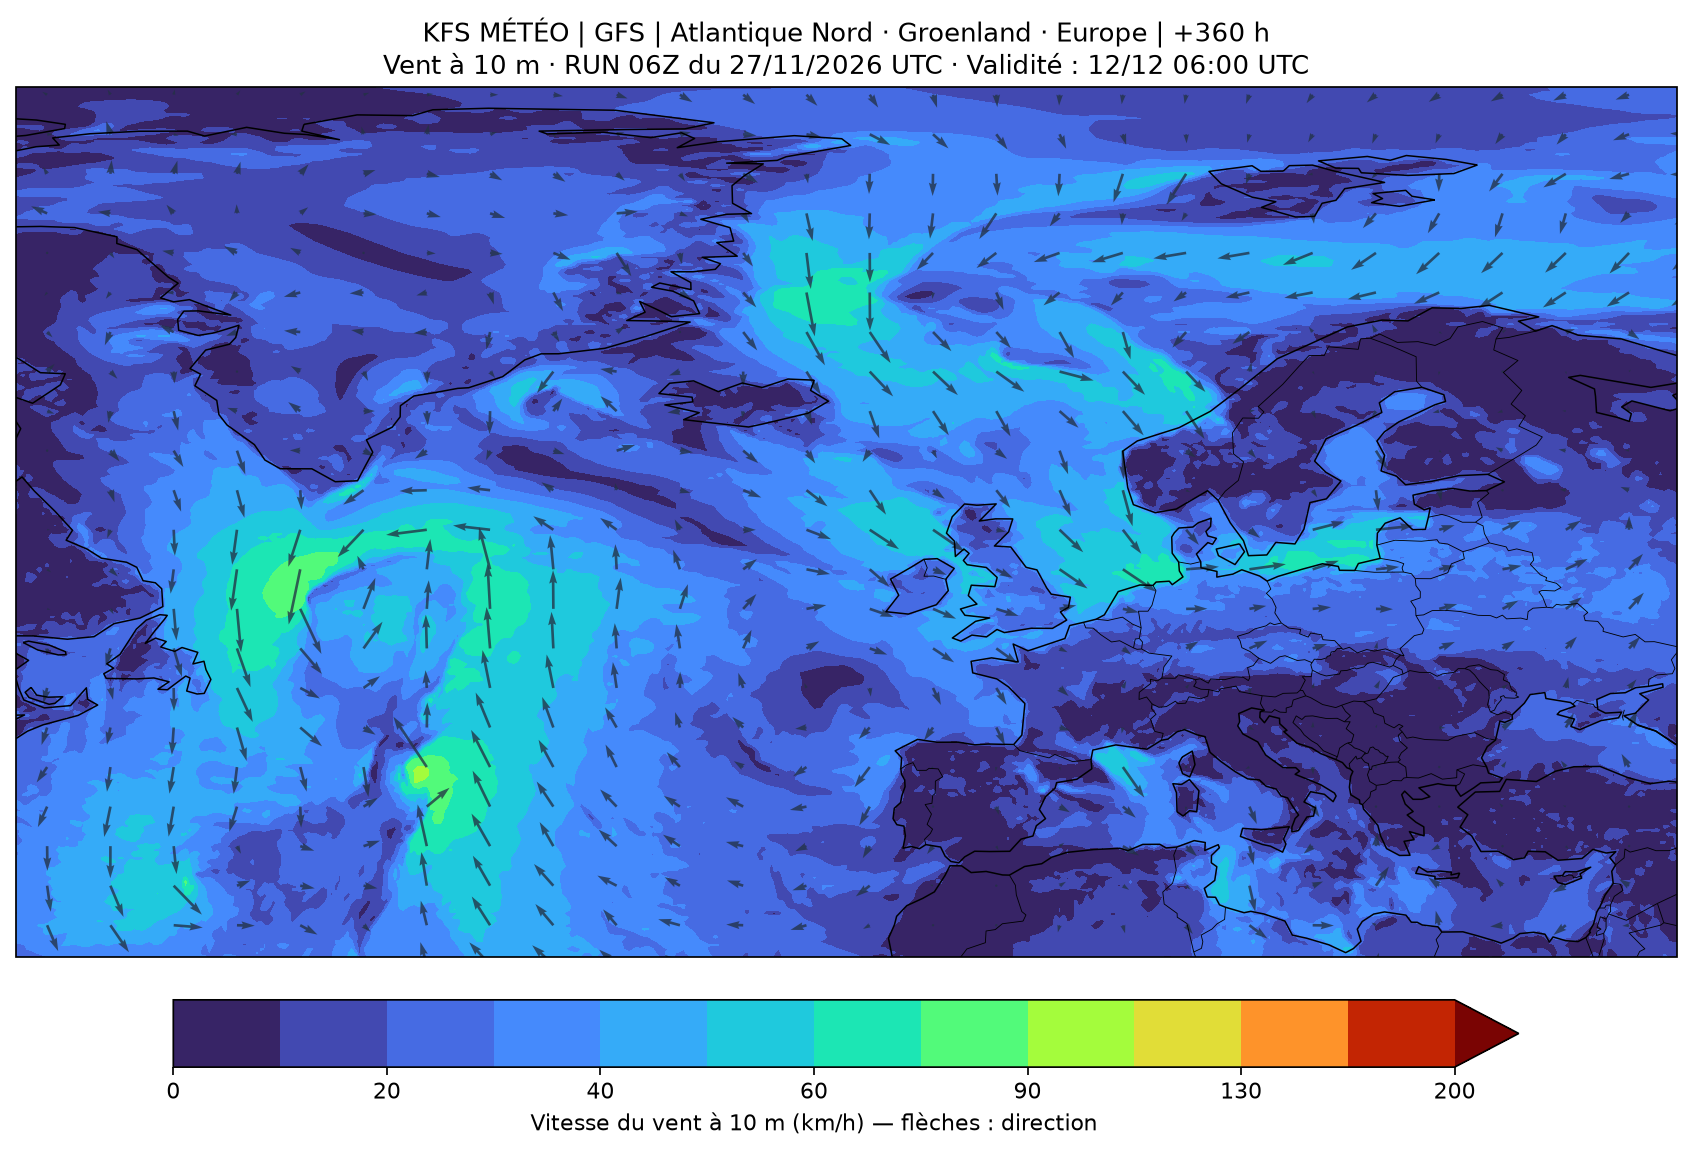 KFS MÉTÉO | GFS | Atlantique Nord · Groenland · Europe | +360 h
Vent à 10 m · RUN 06Z du 27/11/2026 UTC · Validité : 12/12 06:00 UTC
0 20 40 60 90 130 200
Vitesse du vent à 10 m (km/h) — flèches : direction